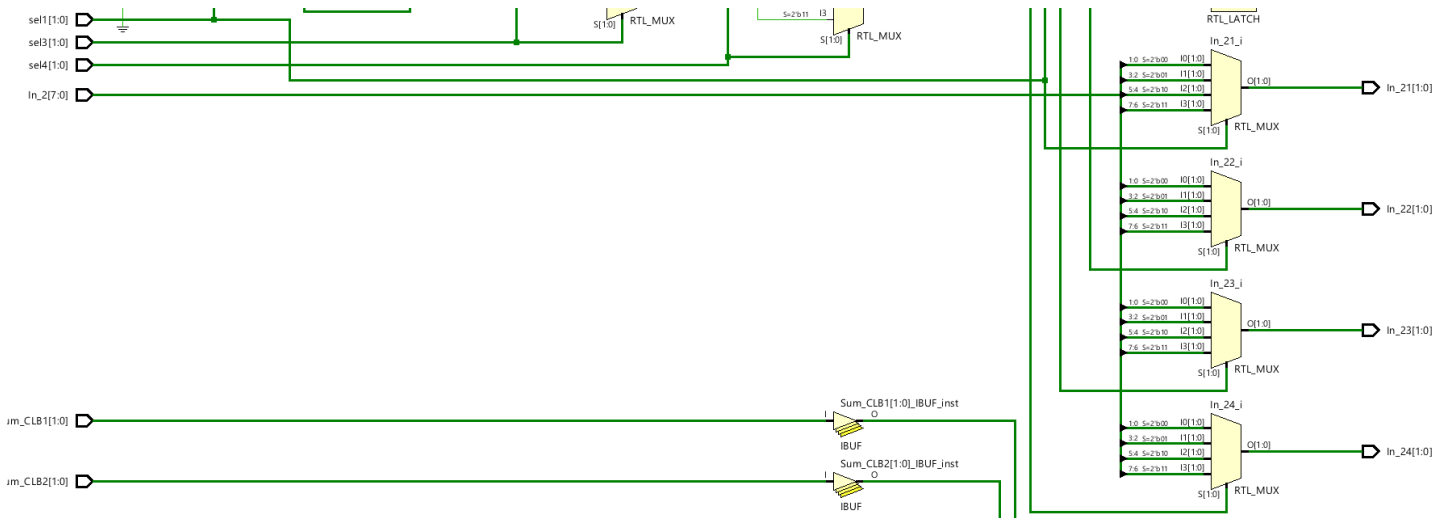 sel1[1:0]
sel3[1:0]
sel4[1:0]
In_2[7:0]
S[1:0]
RTL_MUX
S=2'b11 I3
S[1:0]
RTL_MUX
RTL_LATCH
In_21_i
1:0 S=2'b00 I0[1:0]
3:2 S=2'b01 I1[1:0]
5:4 S=2'b10 I2[1:0]
7:6 S=2'b11 I3[1:0]
O[1:0]
In_21[1:0]
S[1:0]
RTL_MUX
In_22_i
1:0 S=2'b00 I0[1:0]
3:2 S=2'b01 I1[1:0]
5:4 S=2'b10 I2[1:0]
7:6 S=2'b11 I3[1:0]
O[1:0]
In_22[1:0]
S[1:0]
RTL_MUX
In_23_i
1:0 S=2'b00 I0[1:0]
3:2 S=2'b01 I1[1:0]
5:4 S=2'b10 I2[1:0]
7:6 S=2'b11 I3[1:0]
O[1:0]
In_23[1:0]
S[1:0]
RTL_MUX
um_CLB1[1:0]
I
Sum_CLB1[1:0]_IBUF_inst
O
IBUF
In_24_i
1:0 S=2'b00 I0[1:0]
3:2 S=2'b01 I1[1:0]
5:4 S=2'b10 I2[1:0]
7:6 S=2'b11 I3[1:0]
O[1:0]
In_24[1:0]
S[1:0]
RTL_MUX
um_CLB2[1:0]
I
Sum_CLB2[1:0]_IBUF_inst
O
IBUF